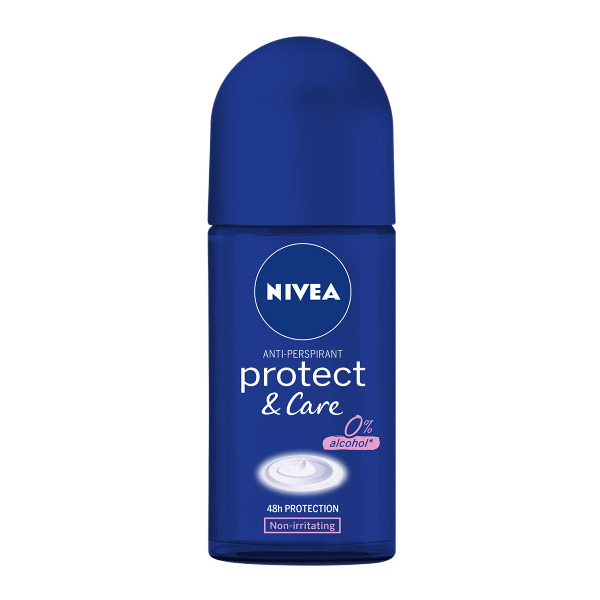 NIVEA
ANTI-PERSPIRANT
protect
& Care
0%
alcohol*
48h PROTECTION
Non-irritating